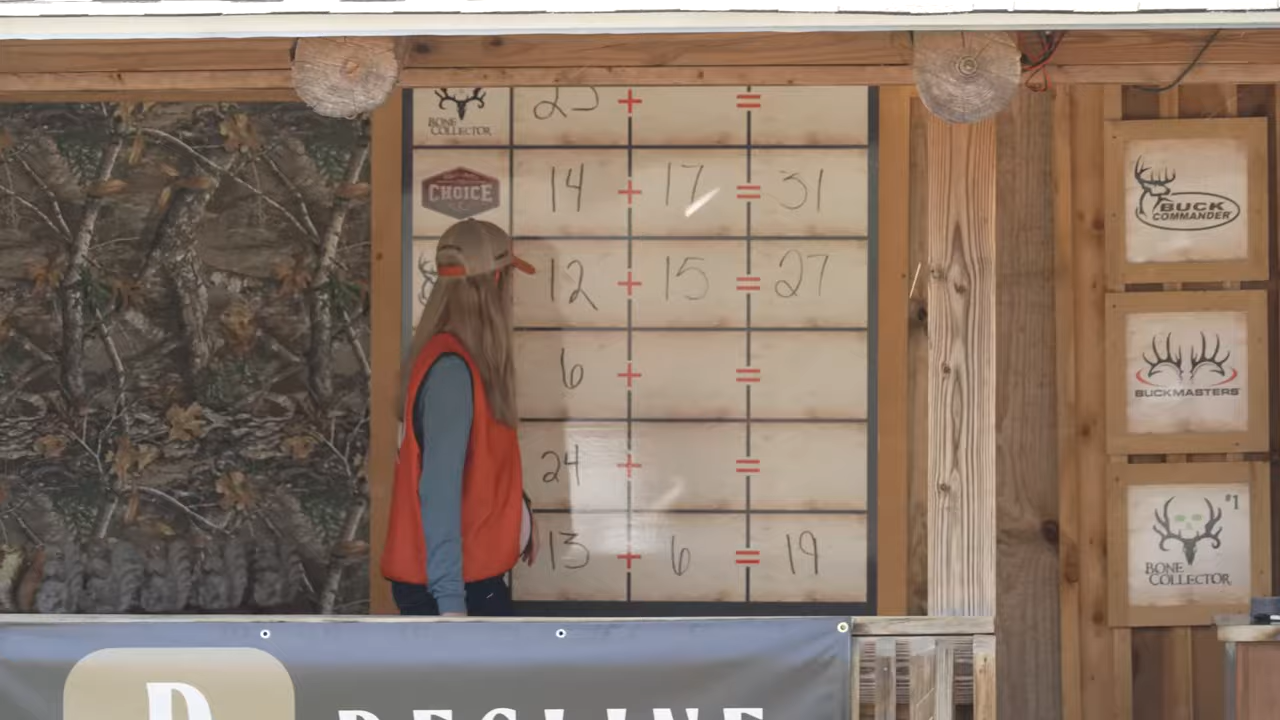 BONE
COLLECTOR
25 + =
CHOICE
14 + 17 = 31
12 + 15 = 27
6 + =
24 + =
13 + 6 = 19
BUCK
COMMANDER
BUCKMASTERS
#1
BONE
COLLECTOR